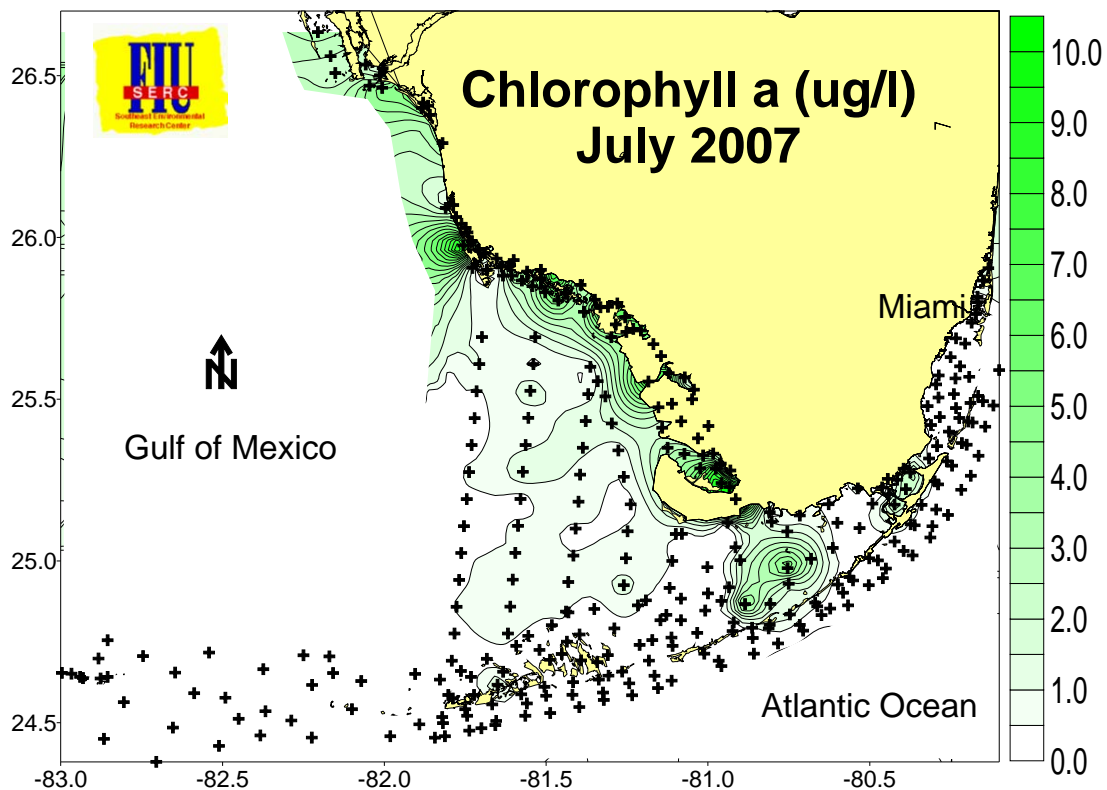 FIU
SERC
Southeast Environmental
Research Center
Chlorophyll a (ug/l)
July 2007
Miami
N
Gulf of Mexico
Atlantic Ocean
26.5
26.0
25.5
25.0
24.5
-83.0
-82.5
-82.0
-81.5
-81.0
-80.5
10.0
9.0
8.0
7.0
6.0
5.0
4.0
3.0
2.0
1.0
0.0